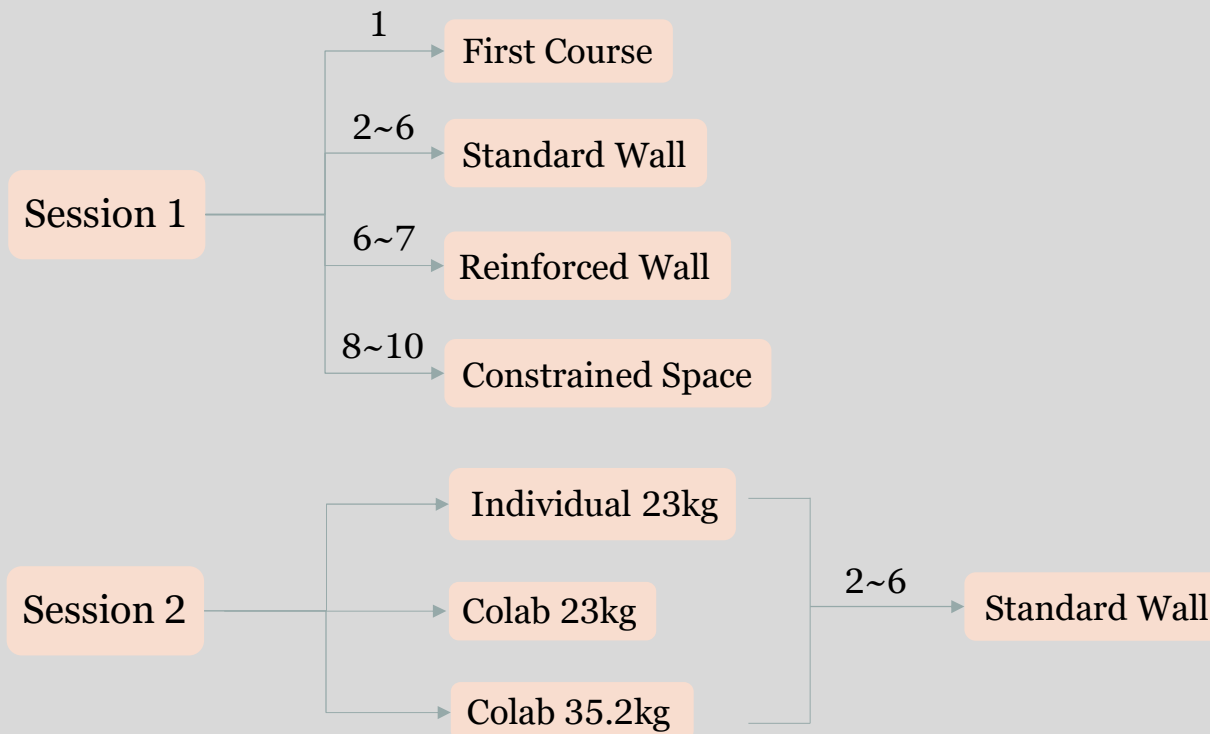 1
First Course
2~6
Standard Wall
Session 1
6~7
Reinforced Wall
8~10
Constrained Space
Individual 23kg
Session 2
Colab 23kg
2~6
Standard Wall
Colab 35.2kg